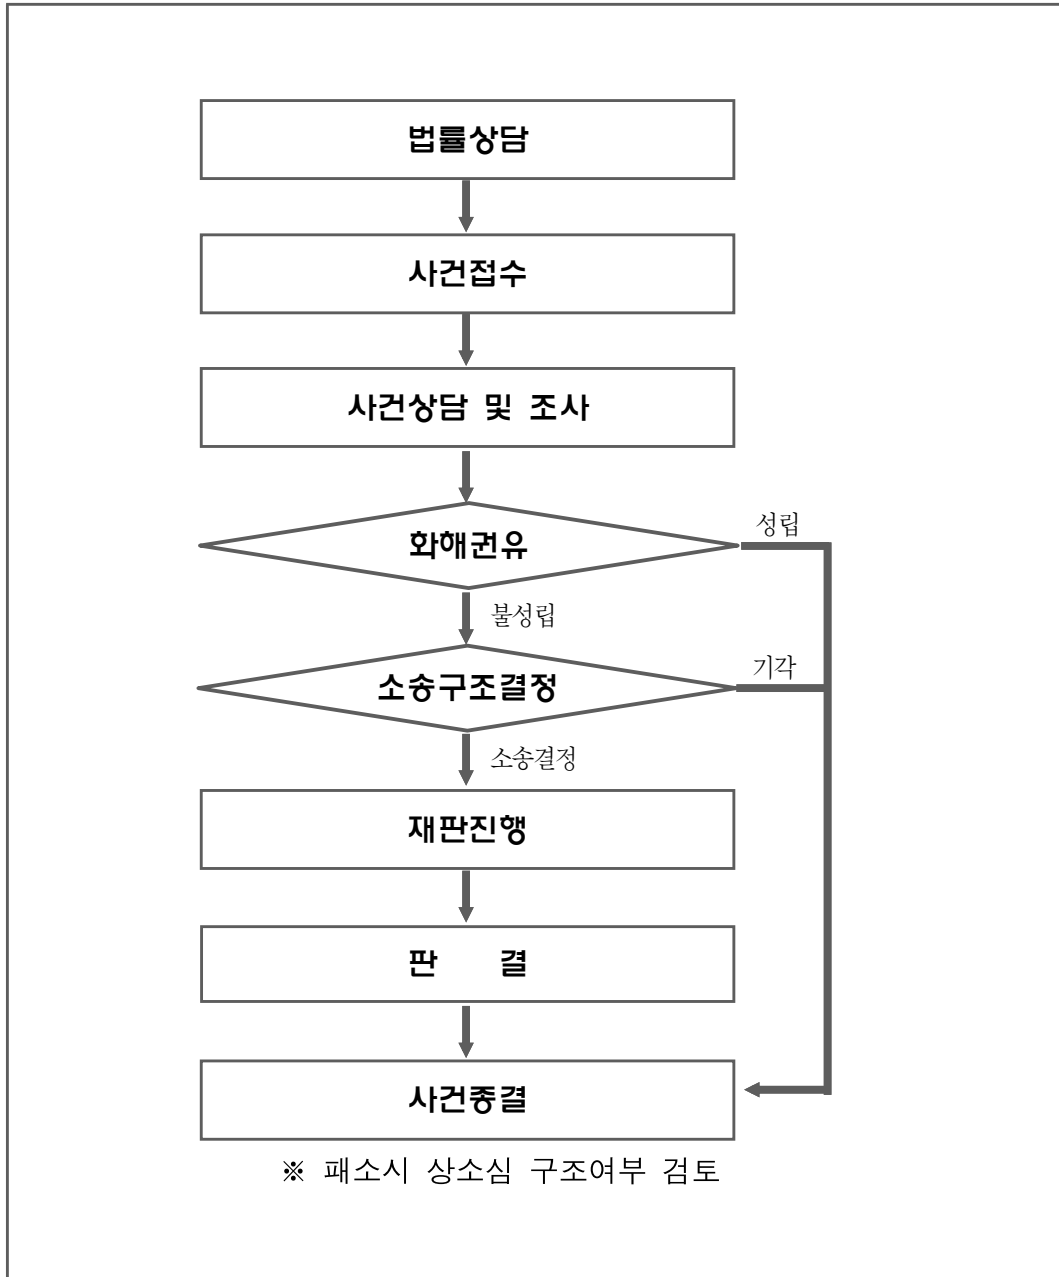 법률상담
사건접수
사건상담 및 조사
화해권유
성립
불성립
소송구조결정
기각
소송결정
재판진행
판 결
사건종결
※ 패소시 상소심 구조여부 검토